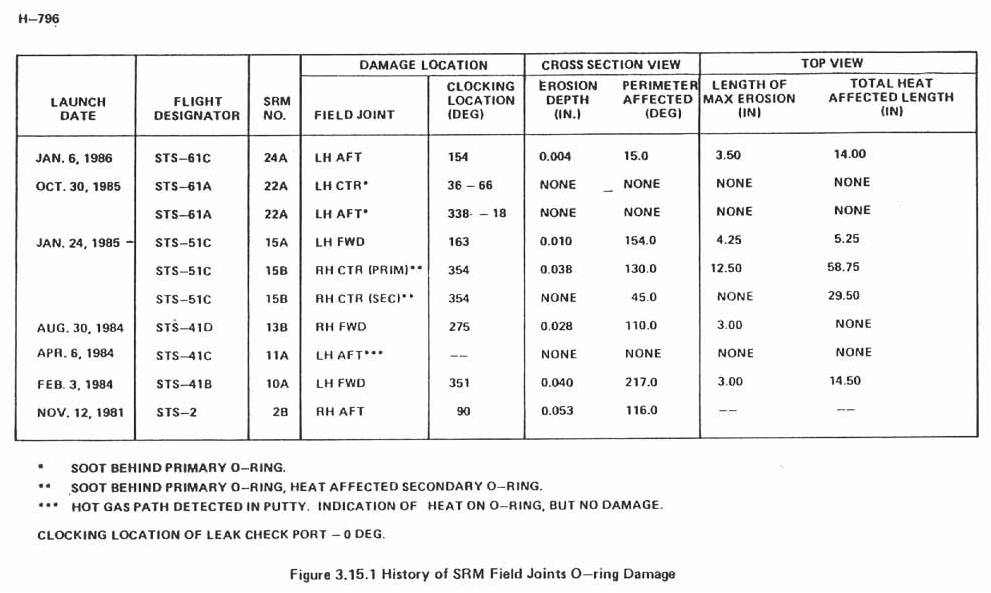 H–796
DAMAGE LOCATION CROSS SECTION VIEW TOP VIEW
LAUNCH DATE FLIGHT DESIGNATOR SRM NO. FIELD JOINT CLOCKING LOCATION (DEG) EROSION DEPTH (IN.) PERIMETER AFFECTED (DEG) LENGTH OF MAX EROSION (IN) TOTAL HEAT AFFECTED LENGTH (IN)
JAN. 6, 1986 STS–61C 24A LH AFT 154 0.004 15.0 3.50 14.00
OCT. 30, 1985 STS–61A 22A LH CTR* 36 – 66 NONE NONE NONE NONE
STS–61A 22A LH AFT* 338 – 18 NONE NONE NONE NONE
JAN. 24, 1985 – STS–51C 15A LH FWD 163 0.010 154.0 4.25 5.25
STS–51C 15B RH CTR (PRIM)** 354 0.038 130.0 12.50 58.75
STS–51C 15B RH CTR (SEC)** 354 NONE 45.0 NONE 29.50
AUG. 30, 1984 STS–41D 13B RH FWD 275 0.028 110.0 3.00 NONE
APR. 6, 1984 STS–41C 11A LH AFT*** –– NONE NONE NONE NONE
FEB. 3, 1984 STS–41B 10A LH FWD 351 0.040 217.0 3.00 14.50
NOV. 12, 1981 STS–2 2B RH AFT 90 0.053 116.0 –– ––
* SOOT BEHIND PRIMARY O–RING.
** SOOT BEHIND PRIMARY O–RING, HEAT AFFECTED SECONDARY O–RING.
*** HOT GAS PATH DETECTED IN PUTTY. INDICATION OF HEAT ON O–RING, BUT NO DAMAGE.
CLOCKING LOCATION OF LEAK CHECK PORT – 0 DEG.
Figure 3.15.1 History of SRM Field Joints O–ring Damage